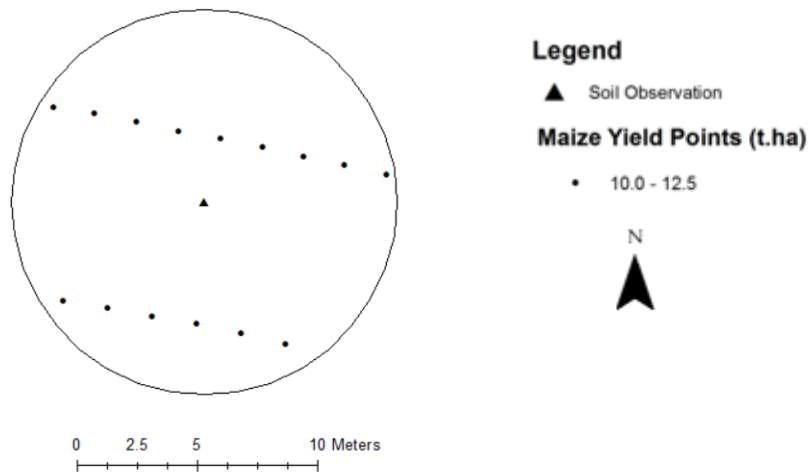 Legend
Soil Observation
Maize Yield Points (t.ha)
10.0 - 12.5
N
0 2.5 5 10 Meters